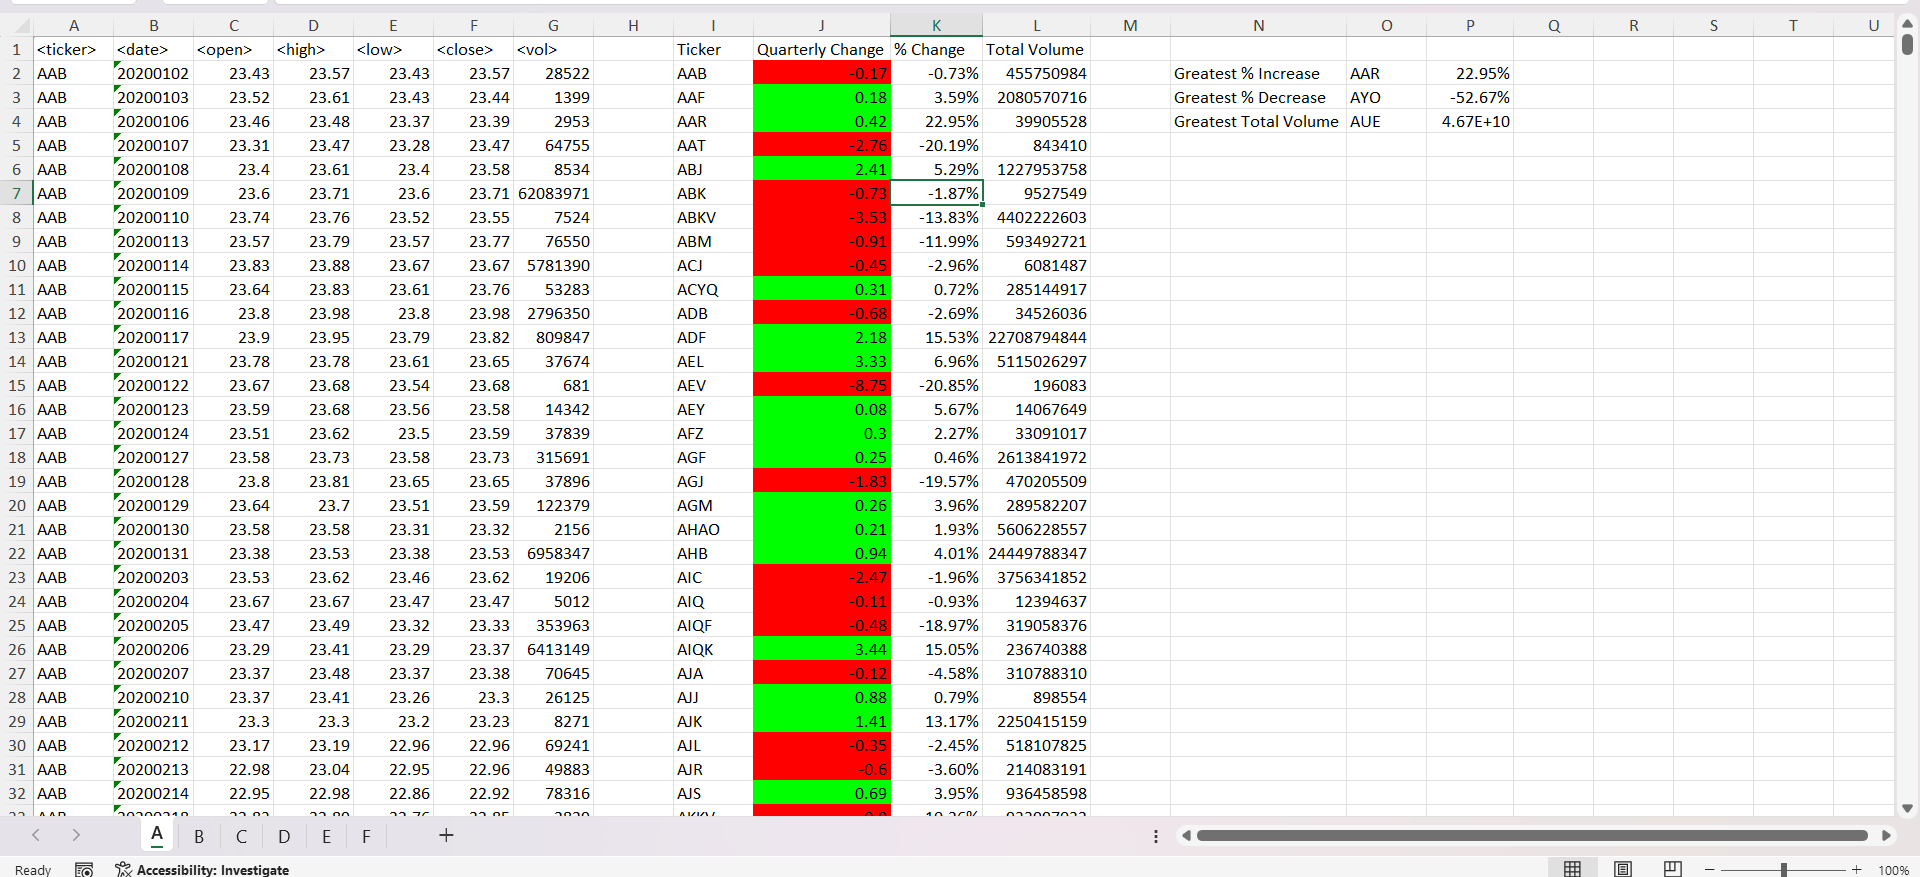 A B C D E F G H I J K L M N O P Q R S T U
1 <ticker> <date> <open> <high> <low> <close> <vol> Ticker Quarterly Change % Change Total Volume
2 AAB 20200102 23.43 23.57 23.43 23.57 28522 AAB -0.17 -0.73% 455750984 Greatest % Increase AAR 22.95%
3 AAB 20200103 23.52 23.61 23.43 23.44 1399 AAF 0.18 3.59% 2080570716 Greatest % Decrease AYO -52.67%
4 AAB 20200106 23.46 23.48 23.37 23.39 2953 AAR 0.42 22.95% 39905528 Greatest Total Volume AUE 4.67E+10
5 AAB 20200107 23.31 23.47 23.28 23.47 64755 AAT -2.76 -20.19% 843410
6 AAB 20200108 23.4 23.61 23.4 23.58 8534 ABJ 2.41 5.29% 1227953758
7 AAB 20200109 23.6 23.71 23.6 23.71 62083971 ABK -0.73 -1.87% 9527549
8 AAB 20200110 23.74 23.76 23.52 23.55 7524 ABKV -3.53 -13.83% 4402222603
9 AAB 20200113 23.57 23.79 23.57 23.77 76550 ABM -0.91 -11.99% 593492721
10 AAB 20200114 23.83 23.88 23.67 23.67 5781390 ACJ -0.45 -2.96% 6081487
11 AAB 20200115 23.64 23.83 23.61 23.76 53283 ACYQ 0.31 0.72% 285144917
12 AAB 20200116 23.8 23.98 23.8 23.98 2796350 ADB -0.68 -2.69% 34526036
13 AAB 20200117 23.9 23.95 23.79 23.82 809847 ADF 2.18 15.53% 22708794844
14 AAB 20200121 23.78 23.78 23.61 23.65 37674 AEL 3.33 6.96% 5115026297
15 AAB 20200122 23.67 23.68 23.54 23.68 681 AEV -8.75 -20.85% 196083
16 AAB 20200123 23.59 23.68 23.56 23.58 14342 AEY 0.08 5.67% 14067649
17 AAB 20200124 23.51 23.62 23.5 23.59 37839 AFZ 0.3 2.27% 33091017
18 AAB 20200127 23.58 23.73 23.58 23.73 315691 AGF 0.25 0.46% 2613841972
19 AAB 20200128 23.8 23.81 23.65 23.65 37896 AGJ -1.83 -19.57% 470205509
20 AAB 20200129 23.64 23.7 23.51 23.59 122379 AGM 0.26 3.96% 289582207
21 AAB 20200130 23.58 23.58 23.31 23.32 2156 AHAO 0.21 1.93% 5606228557
22 AAB 20200131 23.38 23.53 23.38 23.53 6958347 AHB 0.94 4.01% 24449788347
23 AAB 20200203 23.53 23.62 23.46 23.62 19206 AIC -2.47 -1.96% 3756341852
24 AAB 20200204 23.67 23.67 23.47 23.47 5012 AIQ -0.11 -0.93% 12394637
25 AAB 20200205 23.47 23.49 23.32 23.33 353963 AIQF -0.48 -18.97% 319058376
26 AAB 20200206 23.29 23.41 23.29 23.37 6413149 AIQK 3.44 15.05% 236740388
27 AAB 20200207 23.37 23.48 23.37 23.38 70645 AJA -0.12 -4.58% 310788310
28 AAB 20200210 23.37 23.41 23.26 23.3 26125 AJJ 0.88 0.79% 898554
29 AAB 20200211 23.3 23.3 23.2 23.23 8271 AJK 1.41 13.17% 2250415159
30 AAB 20200212 23.17 23.19 22.96 22.96 69241 AJL -0.35 -2.45% 518107825
31 AAB 20200213 22.98 23.04 22.95 22.96 49883 AJR -0.6 -3.60% 214083191
32 AAB 20200214 22.95 22.98 22.86 22.92 78316 AJS 0.69 3.95% 936458598
A B C D E F +
Ready Accessibility: Investigate 100%